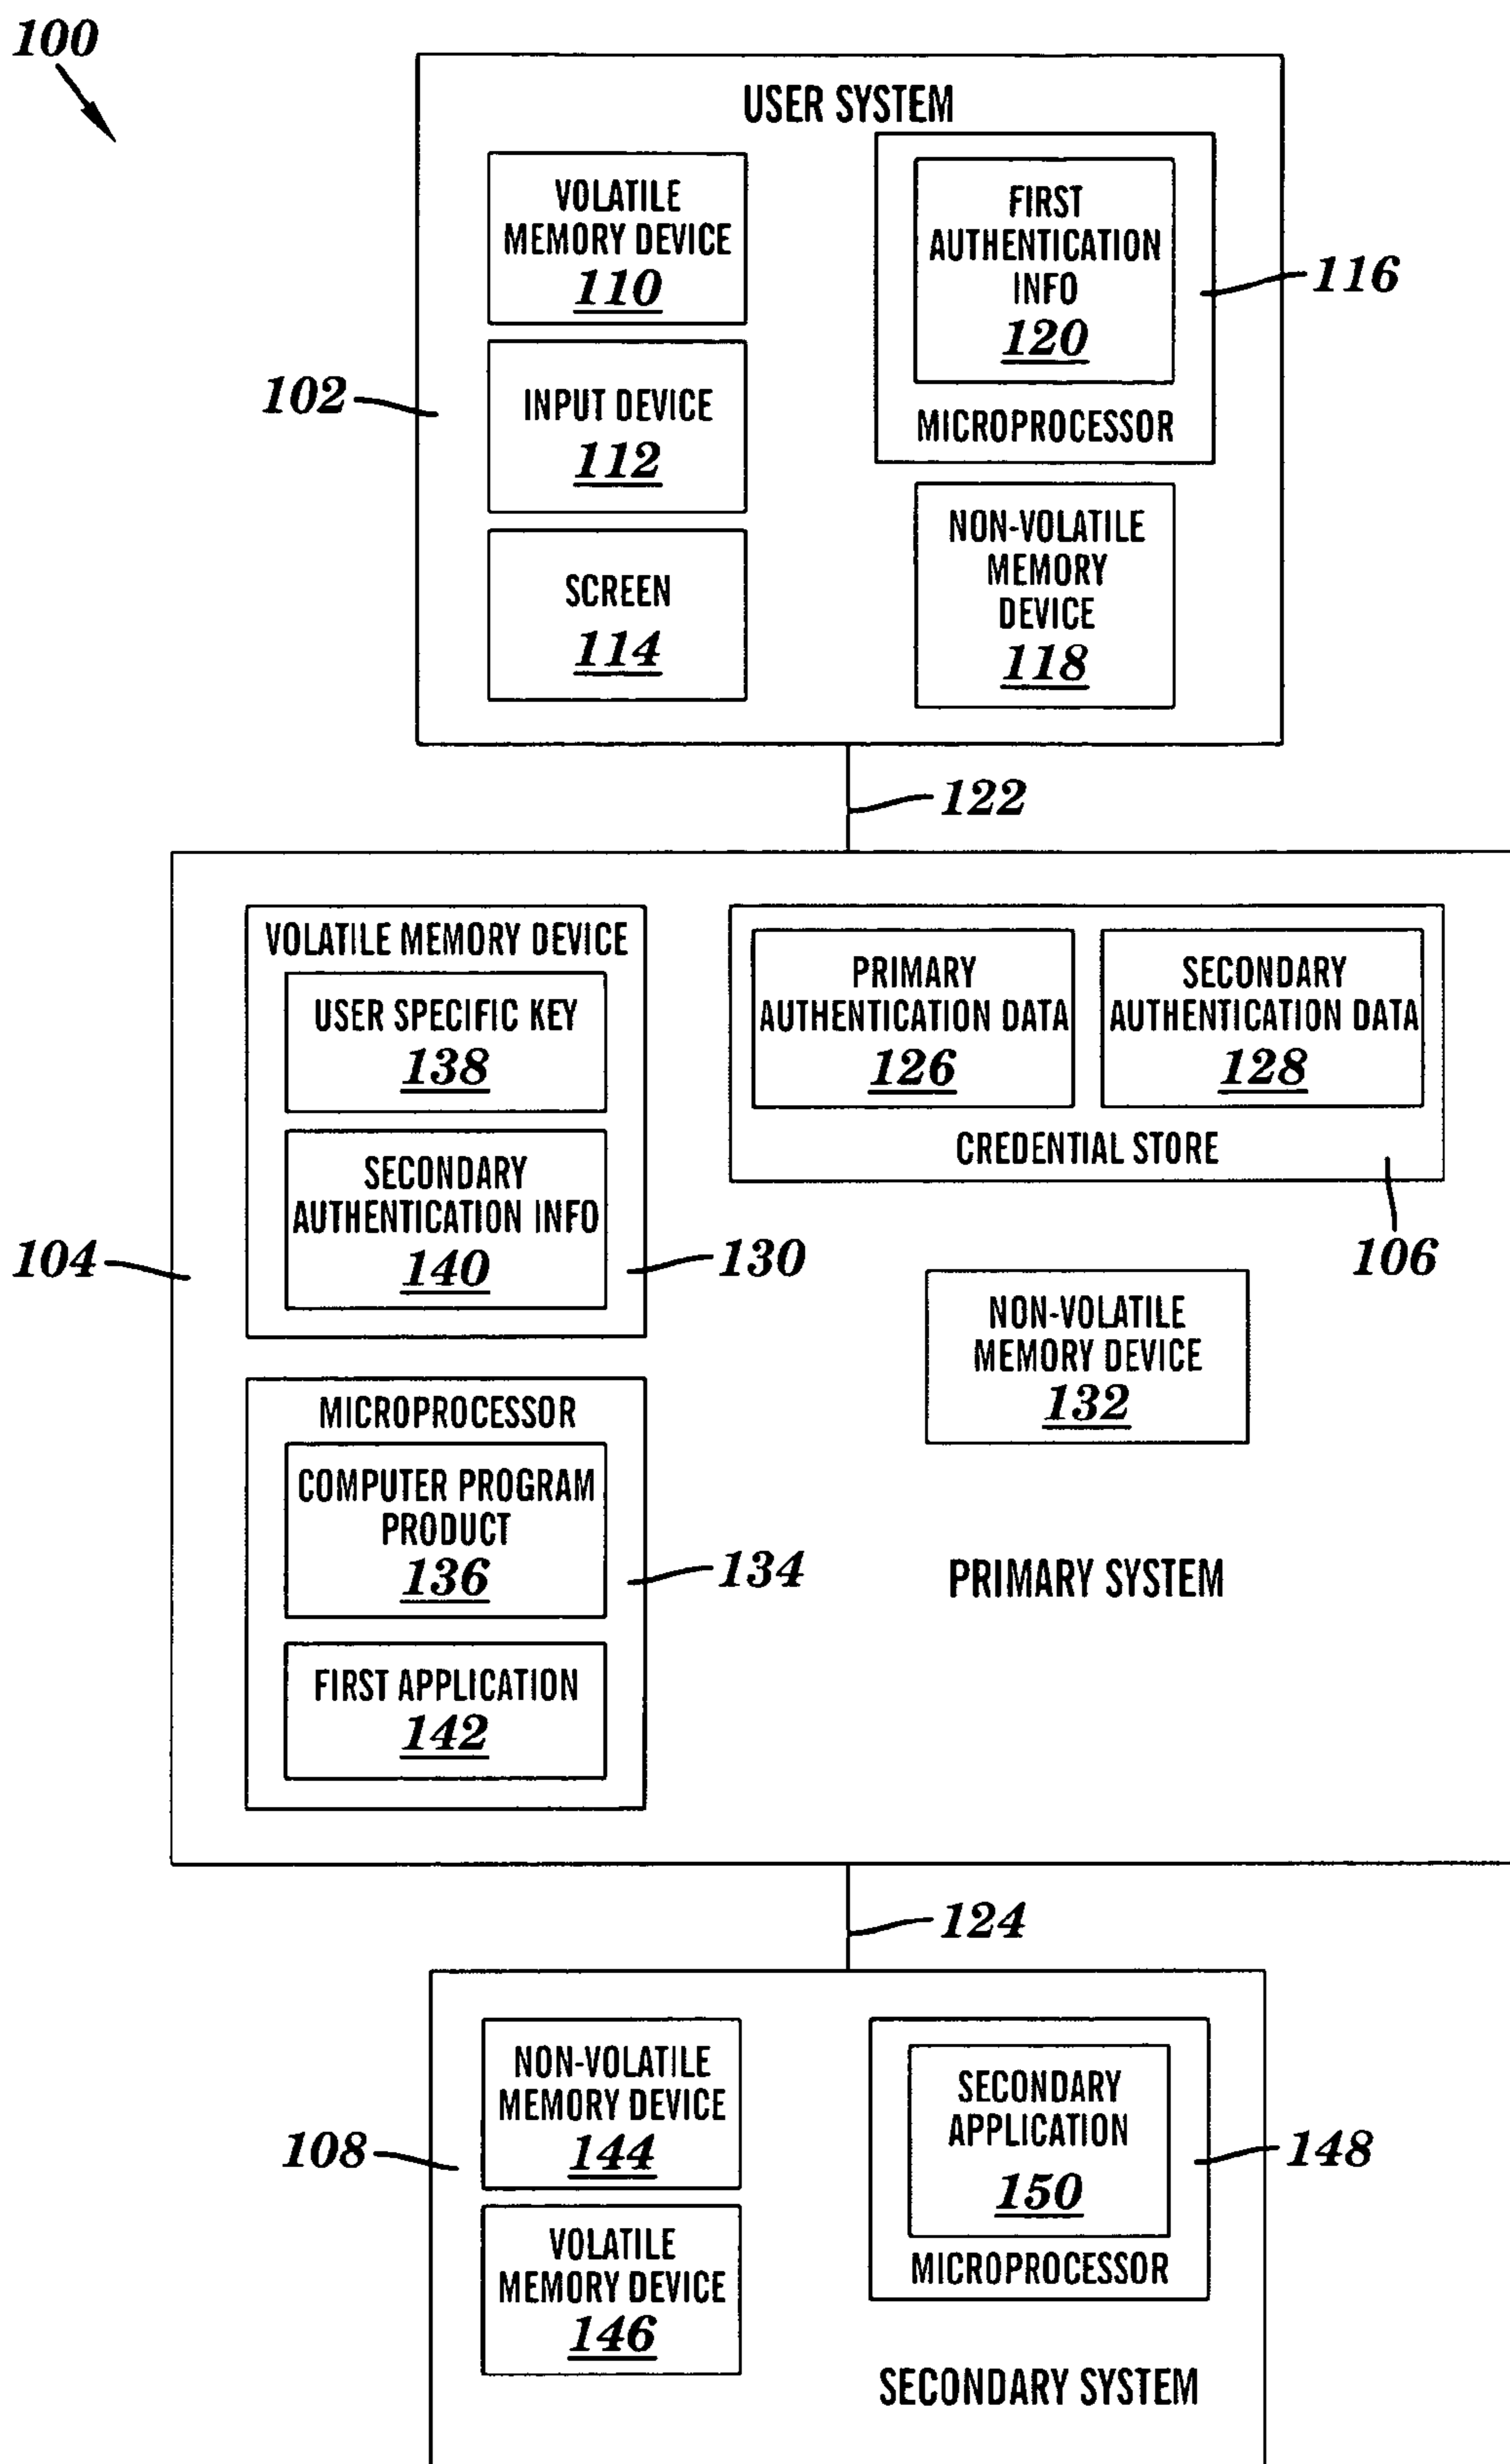 100
USER SYSTEM
VOLATILE
MEMORY DEVICE
110
INPUT DEVICE
112
SCREEN
114
102
FIRST
AUTHENTICATION
INFO
120
MICROPROCESSOR
116
NON-VOLATILE
MEMORY
DEVICE
118
122
VOLATILE MEMORY DEVICE
USER SPECIFIC KEY
138
SECONDARY
AUTHENTICATION INFO
140
130
104
PRIMARY
AUTHENTICATION DATA
126
SECONDARY
AUTHENTICATION DATA
128
CREDENTIAL STORE
106
NON-VOLATILE
MEMORY DEVICE
132
MICROPROCESSOR
COMPUTER PROGRAM
PRODUCT
136
134
FIRST APPLICATION
142
PRIMARY SYSTEM
124
NON-VOLATILE
MEMORY DEVICE
144
108
VOLATILE
MEMORY DEVICE
146
SECONDARY
APPLICATION
150
MICROPROCESSOR
148
SECONDARY SYSTEM